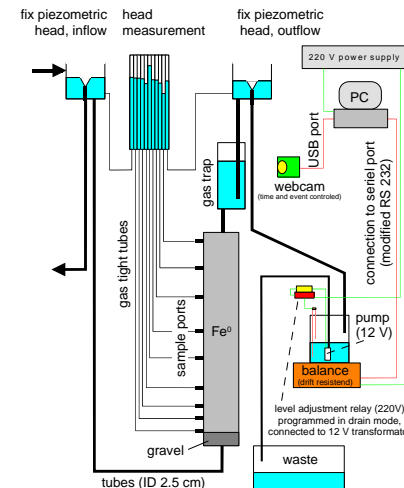 fix piezometric
head, inflow
head
measurement
fix piezometric
head, outflow
220 V power supply
PC
USB port
webcam
(time and event controled)
connection to seriel port
(modified RS 232)
gas trap
gas tight tubes
sample ports
Fe⁰
gravel
tubes (ID 2.5 cm)
pump
(12 V)
balance
(drift resistend)
level adjustment relay (220V)
programmed in drain mode,
connected to 12 V transformato
waste